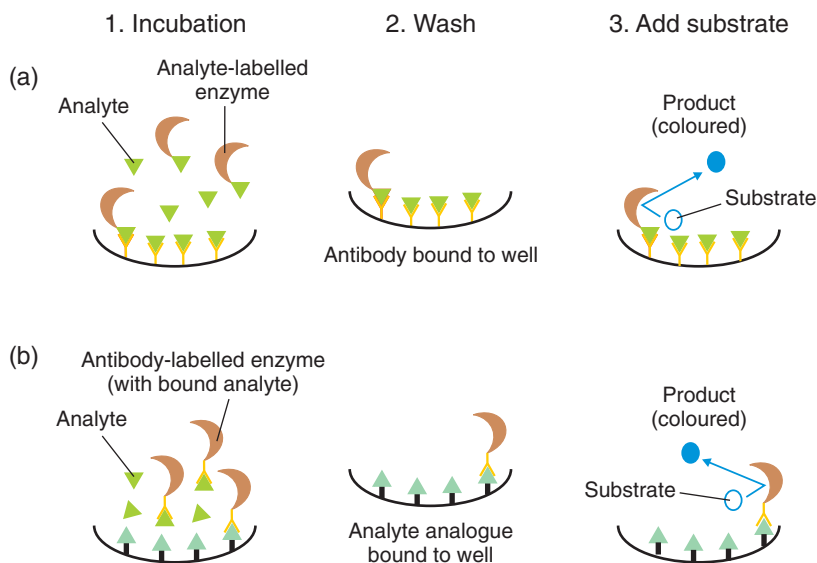 1. Incubation
2. Wash
3. Add substrate
(a)
Analyte-labelled
enzyme
Analyte
Product
(coloured)
Substrate
Antibody bound to well
(b)
Antibody-labelled enzyme
(with bound analyte)
Analyte
Product
(coloured)
Substrate
Analyte analogue
bound to well